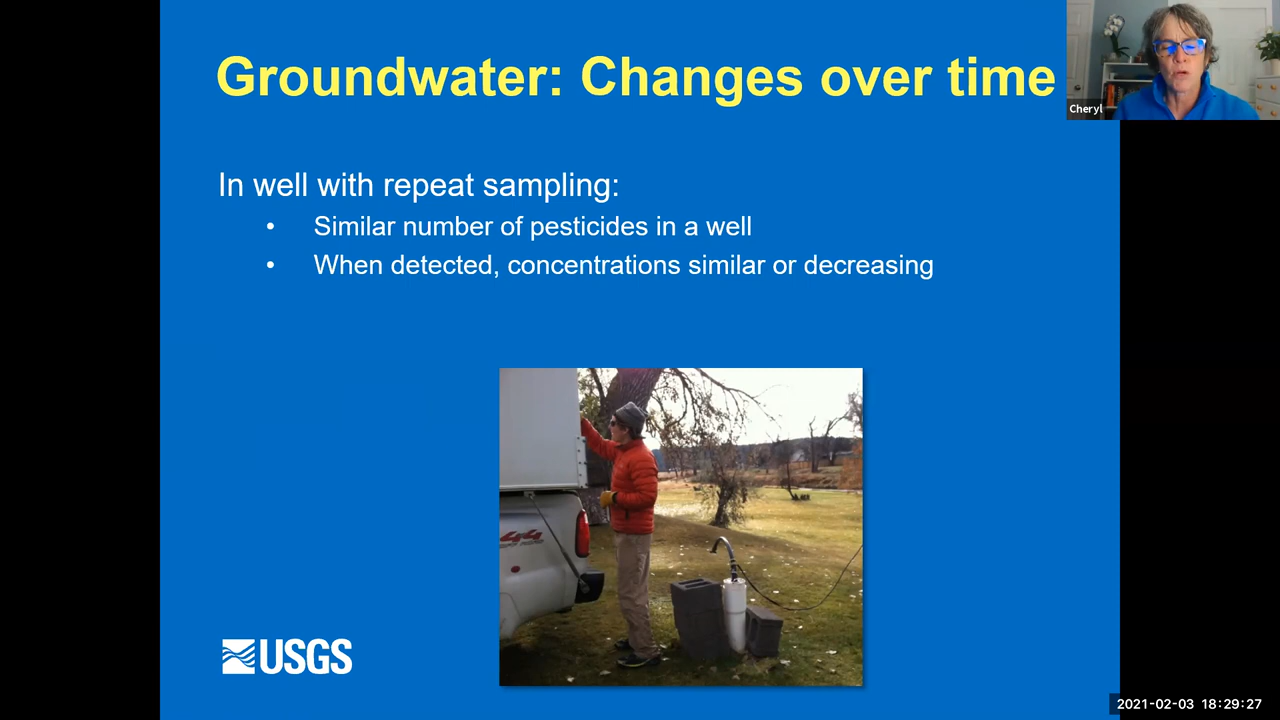 Groundwater: Changes over time
Cheryl
In well with repeat sampling:
• Similar number of pesticides in a well
• When detected, concentrations similar or decreasing
44
USGS
2021-02-03 18:29:27